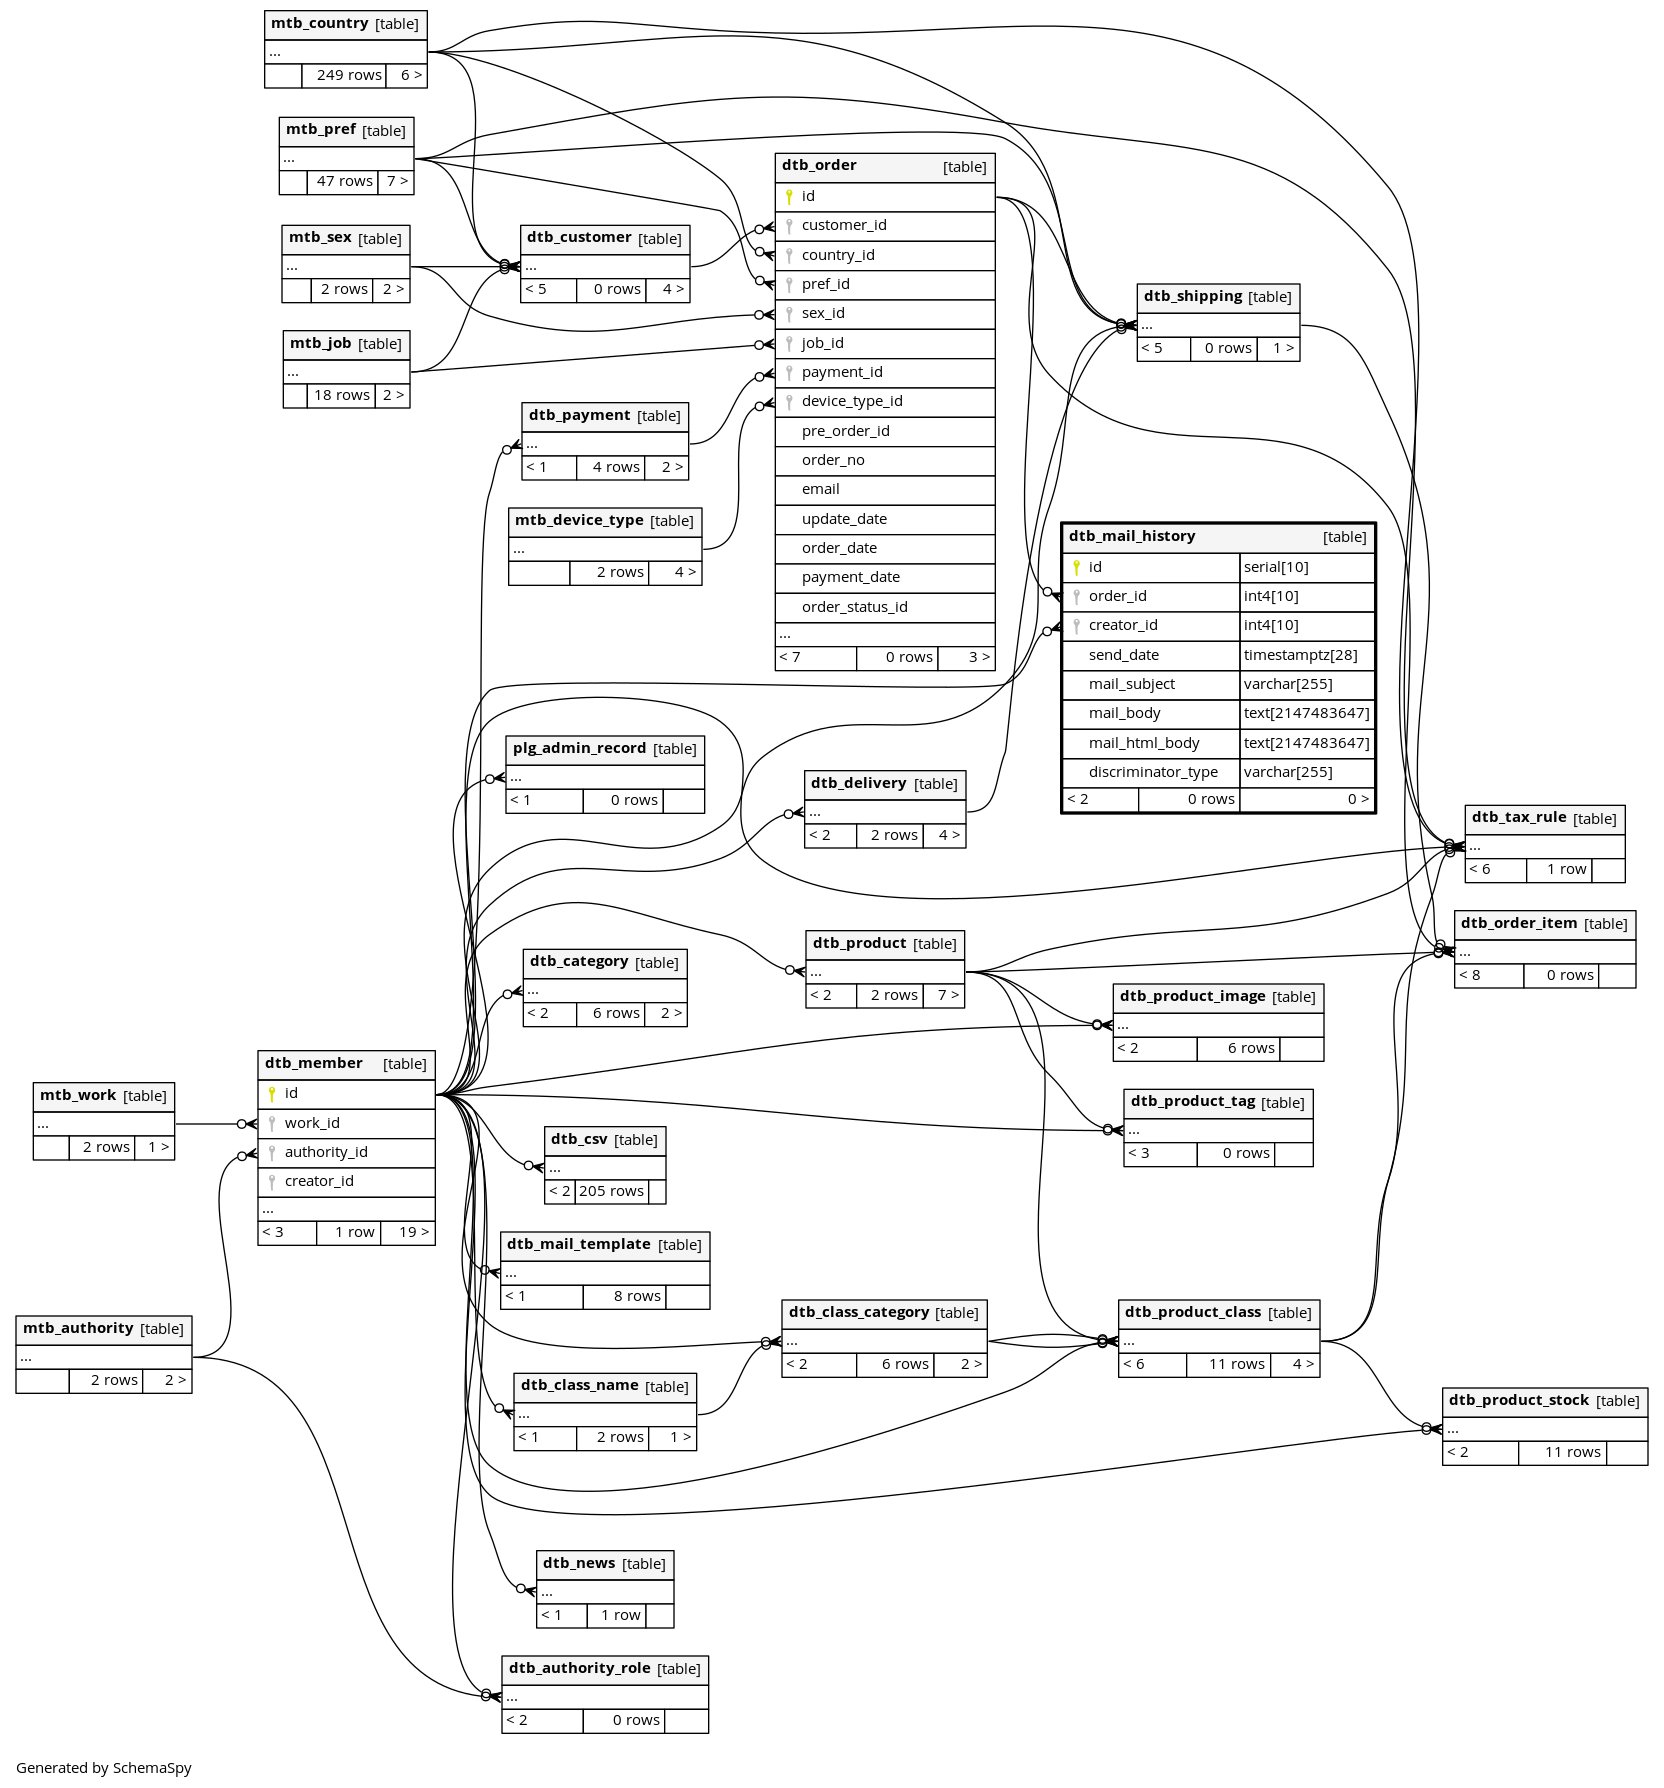 mtb_country [table]
...
249 rows 6 >
mtb_pref [table]
...
47 rows 7 >
mtb_sex [table]
...
2 rows 2 >
mtb_job [table]
...
18 rows 2 >
dtb_customer [table]
...
< 5 0 rows 4 >
dtb_payment [table]
...
< 1 4 rows 2 >
mtb_device_type [table]
...
2 rows 4 >
dtb_order [table]
id
customer_id
country_id
pref_id
sex_id
job_id
payment_id
device_type_id
pre_order_id
order_no
email
update_date
order_date
payment_date
order_status_id
...
< 7 0 rows 3 >
dtb_shipping [table]
...
< 5 0 rows 1 >
dtb_mail_history [table]
id serial[10]
order_id int4[10]
creator_id int4[10]
send_date timestamptz[28]
mail_subject varchar[255]
mail_body text[2147483647]
mail_html_body text[2147483647]
discriminator_type varchar[255]
< 2 0 rows 0 >
plg_admin_record [table]
...
< 1 0 rows
dtb_delivery [table]
...
< 2 2 rows 4 >
dtb_tax_rule [table]
...
< 6 1 row
dtb_order_item [table]
...
< 8 0 rows
dtb_product [table]
...
< 2 2 rows 7 >
dtb_category [table]
...
< 2 6 rows 2 >
dtb_product_image [table]
...
< 2 6 rows
dtb_product_tag [table]
...
< 3 0 rows
dtb_member [table]
id
work_id
authority_id
creator_id
...
< 3 1 row 19 >
mtb_work [table]
...
2 rows 1 >
dtb_csv [table]
...
< 2 205 rows
dtb_mail_template [table]
...
< 1 8 rows
mtb_authority [table]
...
2 rows 2 >
dtb_class_category [table]
...
< 2 6 rows 2 >
dtb_product_class [table]
...
< 6 11 rows 4 >
dtb_class_name [table]
...
< 1 2 rows 1 >
dtb_product_stock [table]
...
< 2 11 rows
dtb_news [table]
...
< 1 1 row
dtb_authority_role [table]
...
< 2 0 rows
Generated by SchemaSpy